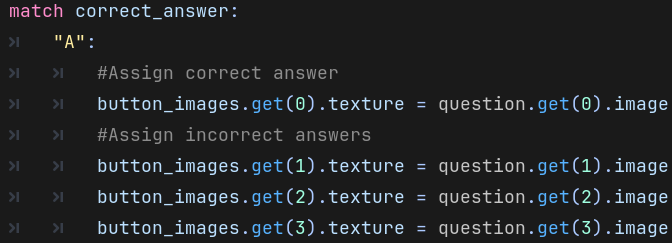 match correct_answer:
"A":
#Assign correct answer
button_images.get(0).texture = question.get(0).image
#Assign incorrect answers
button_images.get(1).texture = question.get(1).image
button_images.get(2).texture = question.get(2).image
button_images.get(3).texture = question.get(3).image